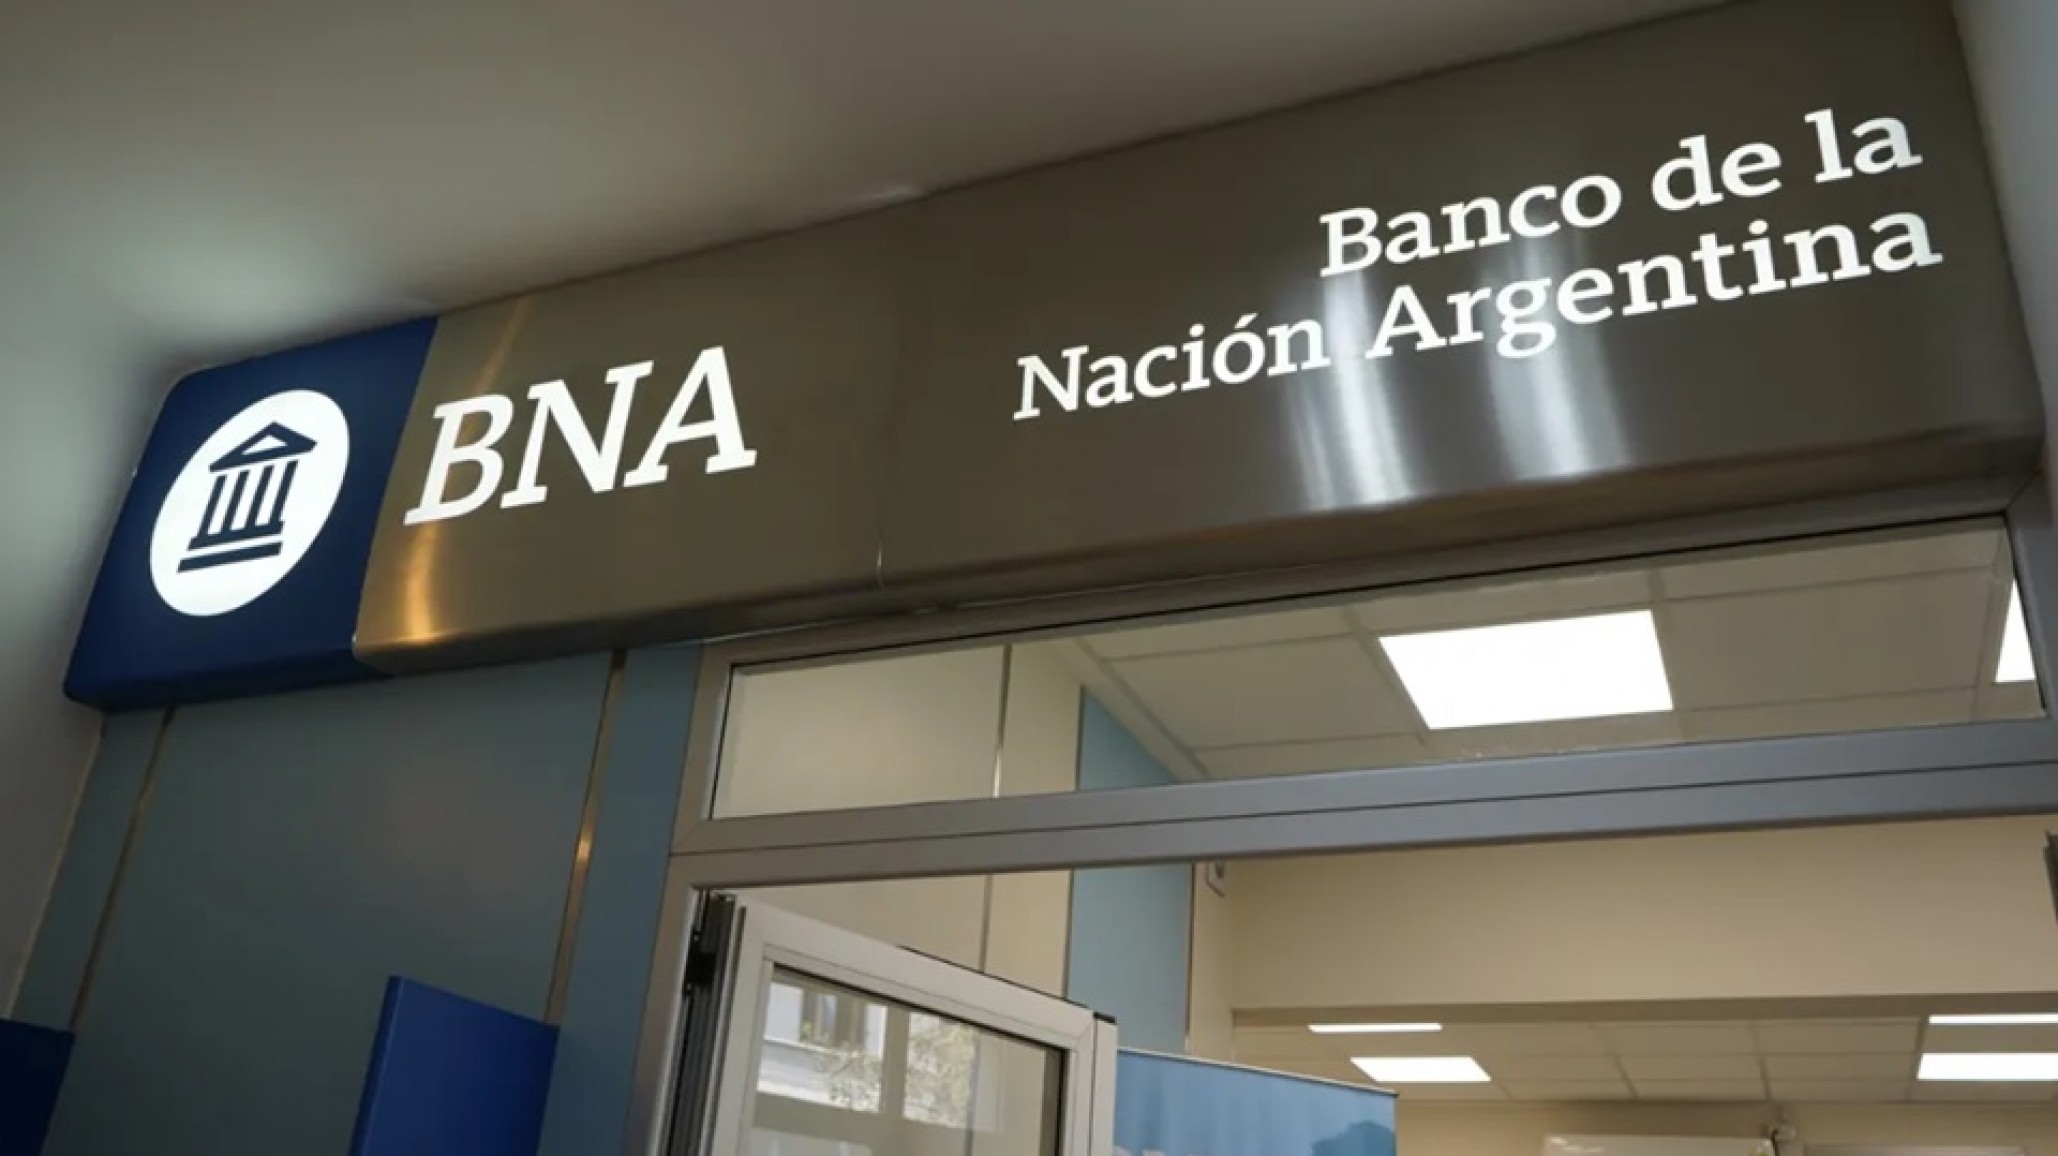 BNA
Banco de la
Nación Argentina